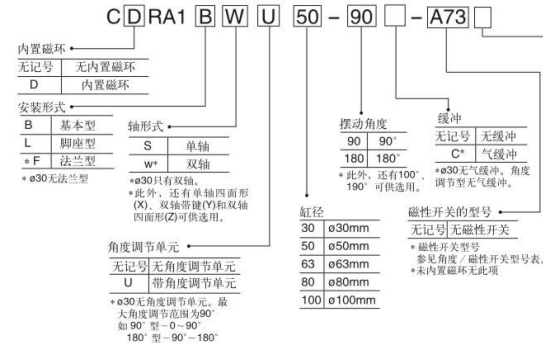 C D RA1 B W U 50 - 90 - A73
内置磁环
无记号 无内置磁环
D 内置磁环
安装形式
B 基本型
L 脚座型
*F 法兰型
*ø30无法兰型
轴形式
S 单轴
W* 双轴
*ø30只有双轴。
*此外，还有单轴四面形
(X)、双轴带键(Y)和双轴
四面形(Z)可供选用。
角度调节单元
无记号 无角度调节单元
U 带角度调节单元
*ø30无角度调节单元。最
大角度调节范围为90°
如 90°型－0～90°
180°型－90°－180°
缸径
30 ø30mm
50 ø50mm
63 ø63mm
80 ø80mm
100 ø100mm
摆动角度
90 90°
180 180°
*此外，还有100°、
190°可供选用。
缓冲
无记号 无缓冲
C* 气缓冲
*ø30无气缓冲。角度
调节型无气缓冲。
磁性开关的型号
无记号 无磁性开关
*磁性开关型号
参见角度/磁性开关型号表。
*未内置磁环无此项